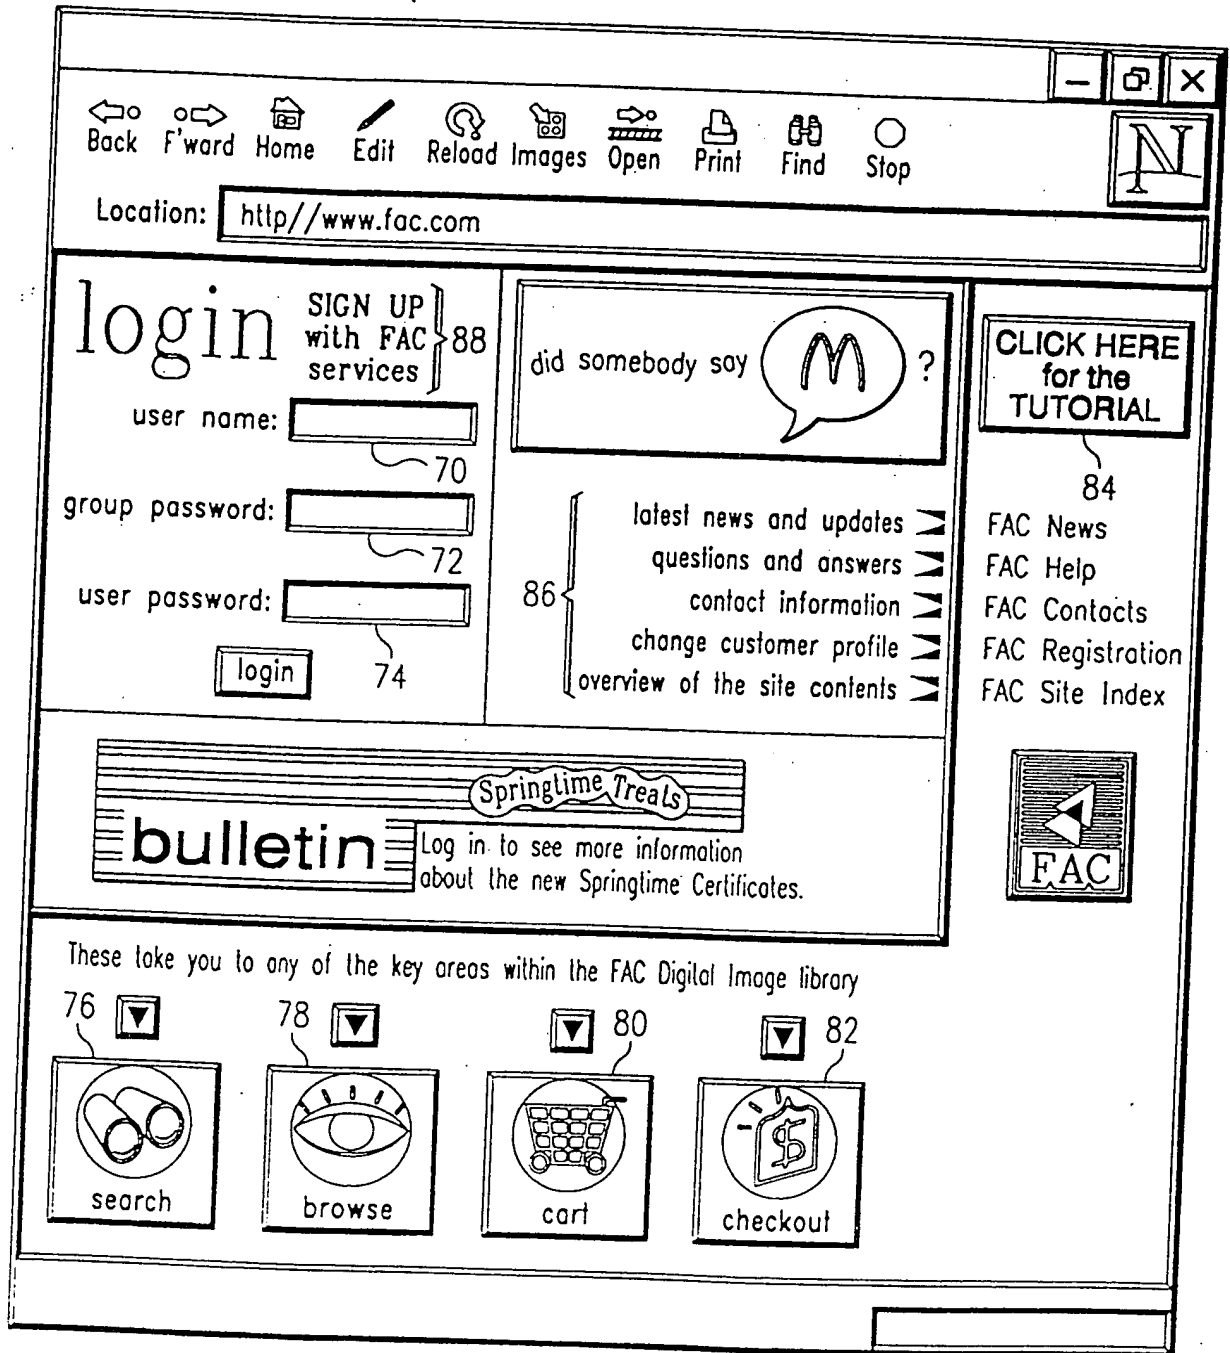 Back F'ward Home Edit Reload Images Open Print Find Stop
N
Location: http//www.fac.com
login
SIGN UP
with FAC
services
88
user name:
70
group password:
72
user password:
74
login
did somebody say M ?
86
latest news and updates
questions and answers
contact information
change customer profile
overview of the site contents
CLICK HERE
for the
TUTORIAL
84
FAC News
FAC Help
FAC Contacts
FAC Registration
FAC Site Index
FAC
Springtime Treats
bulletin
Log in to see more information
about the new Springtime Certificates.
These take you to any of the key areas within the FAC Digital Image library
76
78
80
82
search
browse
cart
$
checkout